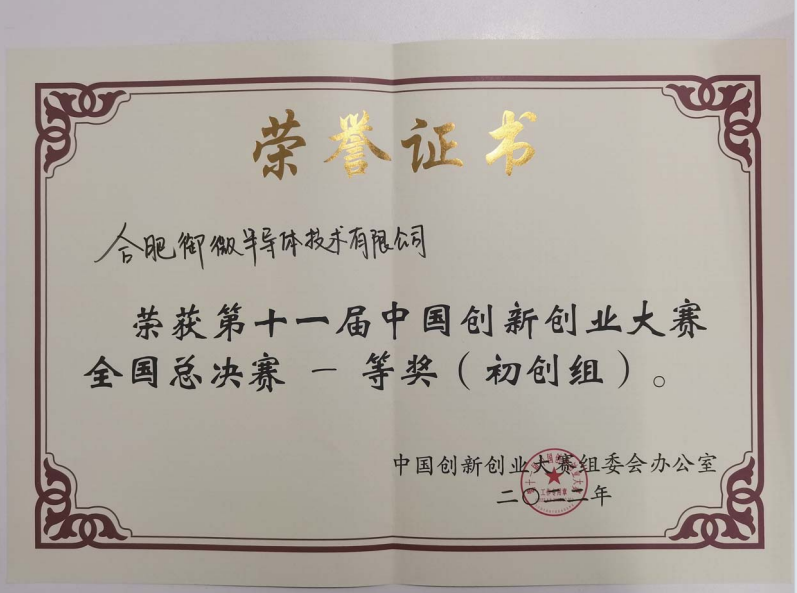 荣誉证书
合肥御微半导体技术有限公司
荣获第十一届中国创新创业大赛
全国总决赛 一 等奖（初创组）。
中国创新创业大赛组委会办公室
二〇二二年